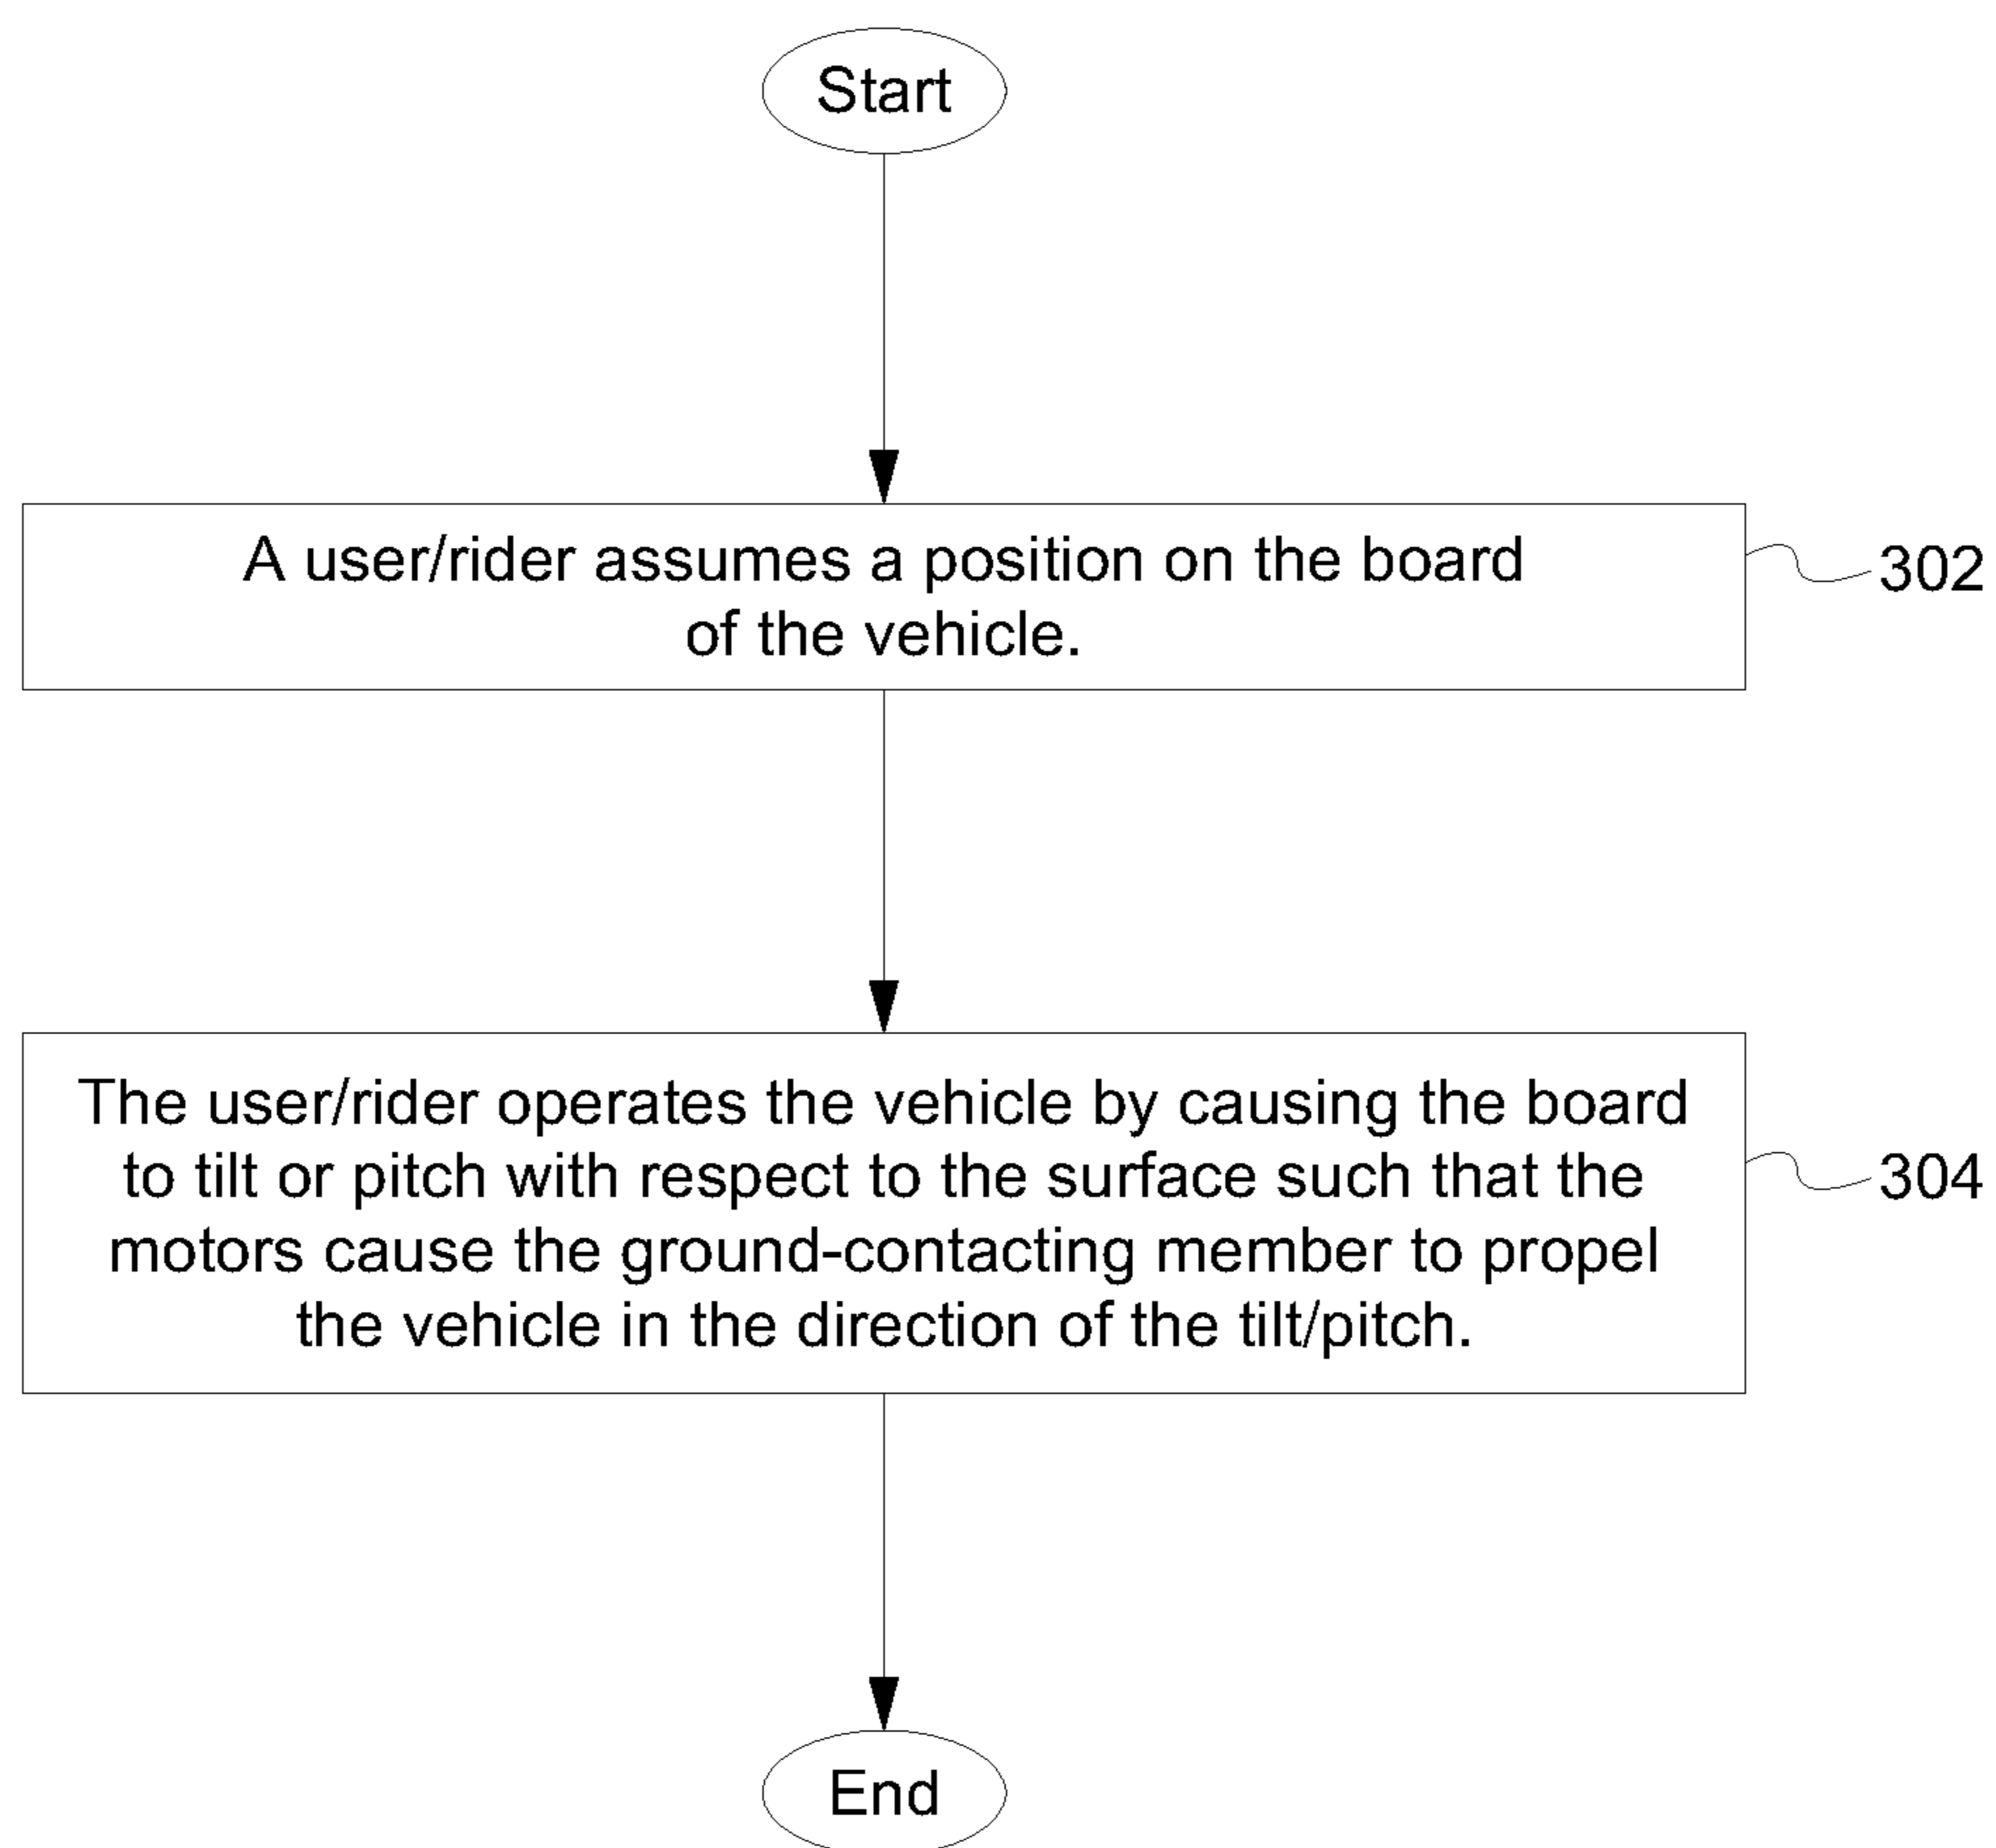 Start
A user/rider assumes a position on the board
of the vehicle.
302
The user/rider operates the vehicle by causing the board
to tilt or pitch with respect to the surface such that the
motors cause the ground-contacting member to propel
the vehicle in the direction of the tilt/pitch.
304
End